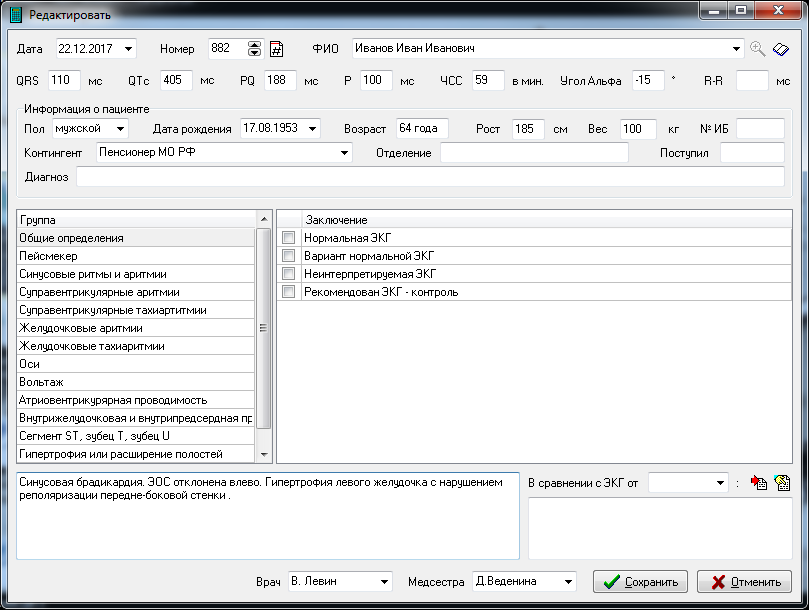 Редактировать
Дата 22.12.2017 Номер 882 ФИО Иванов Иван Иванович
QRS 110 мс QTc 405 мс PQ 188 мс P 100 мс ЧСС 59 в мин. Угол Альфа -15 ° R-R мс
Информация о пациенте
Пол мужской Дата рождения 17.08.1953 Возраст 64 года Рост 185 см Вес 100 кг № ИБ
Контингент Пенсионер МО РФ Отделение Поступил
Диагноз
Группа
Общие определения
Пейсмекер
Синусовые ритмы и аритмии
Суправентрикулярные аритмии
Суправентрикулярные тахиартитмии
Желудочковые аритмии
Желудочковые тахиаритмии
Оси
Вольтаж
Атриовентрикурярная проводимость
Внутрижелудочковая и внутрипредсердная пр
Сегмент ST, зубец T, зубец U
Гипертрофия или расширение полостей
Заключение
Нормальная ЭКГ
Вариант нормальной ЭКГ
Неинтерпретируемая ЭКГ
Рекомендован ЭКГ - контроль
Синусовая брадикардия. ЭОС отклонена влево. Гипертрофия левого желудочка с нарушением
реполяризации передне-боковой стенки .
В сравнении с ЭКГ от :
Врач В. Левин Медсестра Д.Веденина Сохранить Отменить